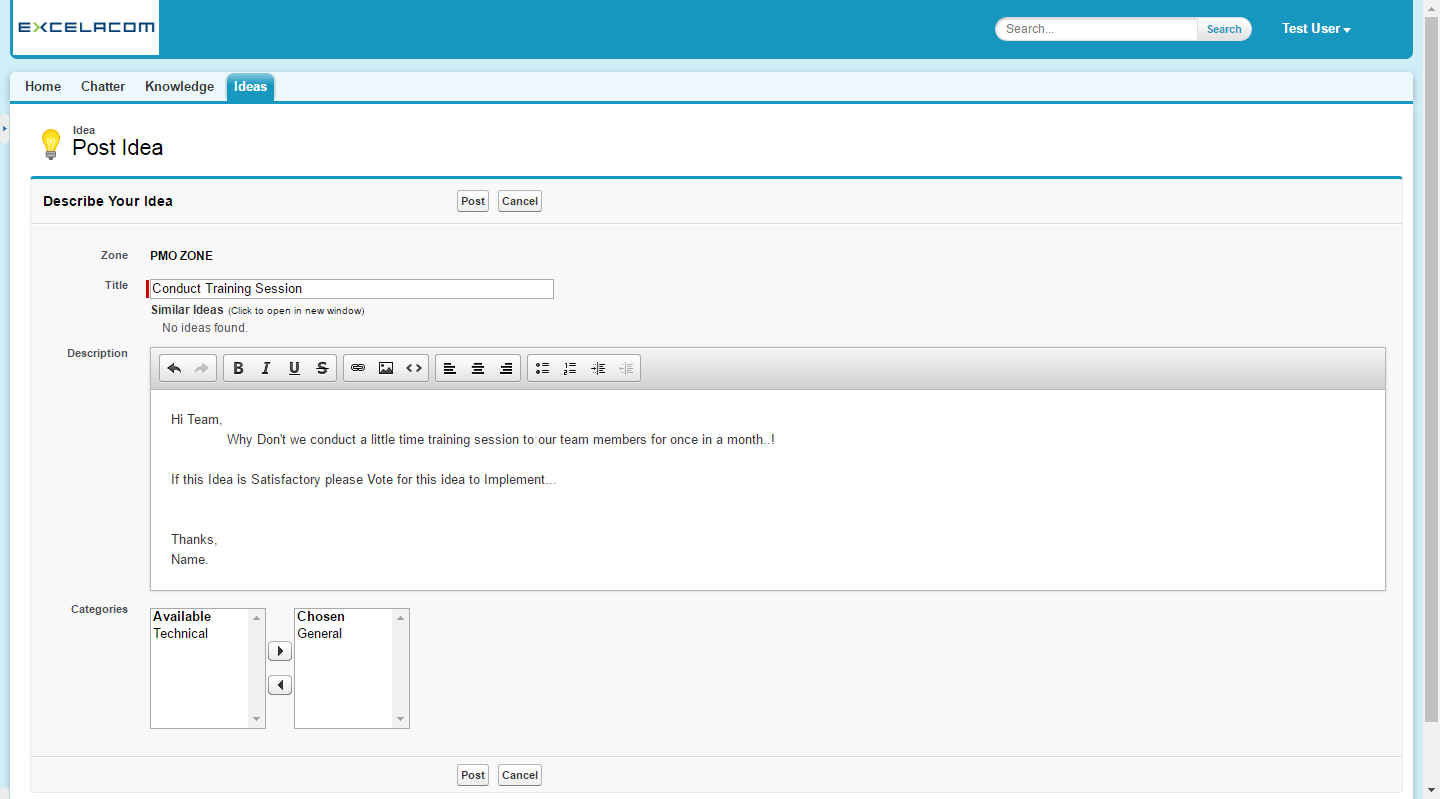 EXCELACOM
Search... Search Test User
Home Chatter Knowledge Ideas
Idea
Post Idea
Describe Your Idea Post Cancel
Zone PMO ZONE
Title Conduct Training Session
Similar Ideas (Click to open in new window)
No ideas found.
Description
B I U S
Hi Team,
Why Don't we conduct a little time training session to our team members for once in a month..!
If this Idea is Satisfactory please Vote for this idea to Implement...
Thanks,
Name.
Categories
Available Chosen
Technical General
Post Cancel